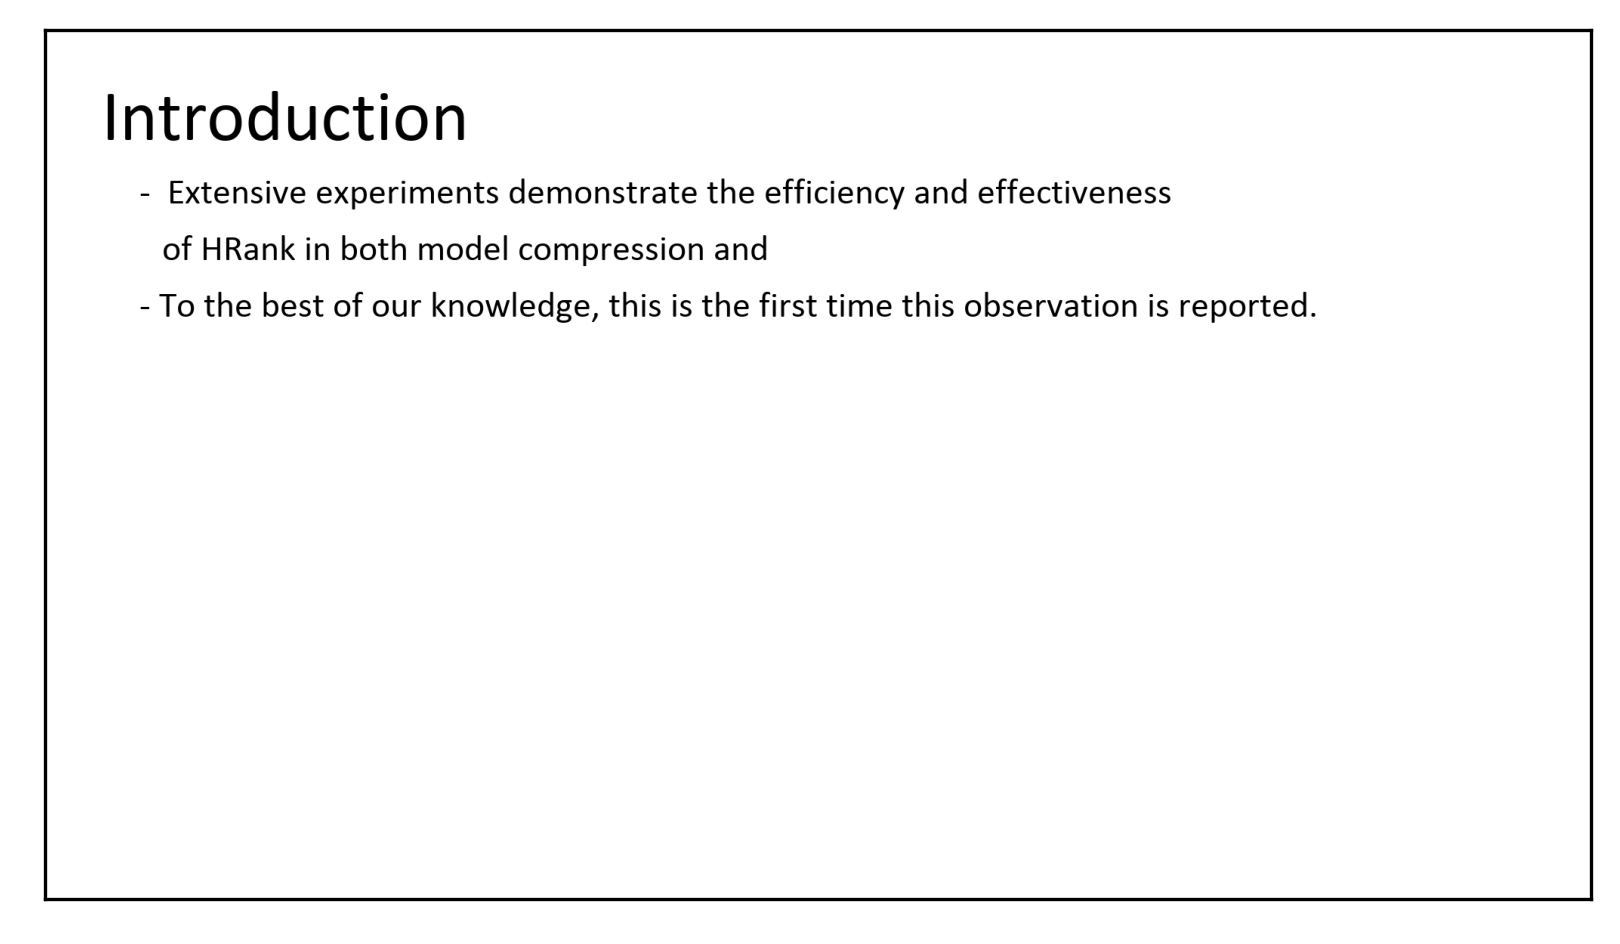 Introduction
- Extensive experiments demonstrate the efficiency and effectiveness
of HRank in both model compression and
- To the best of our knowledge, this is the first time this observation is reported.